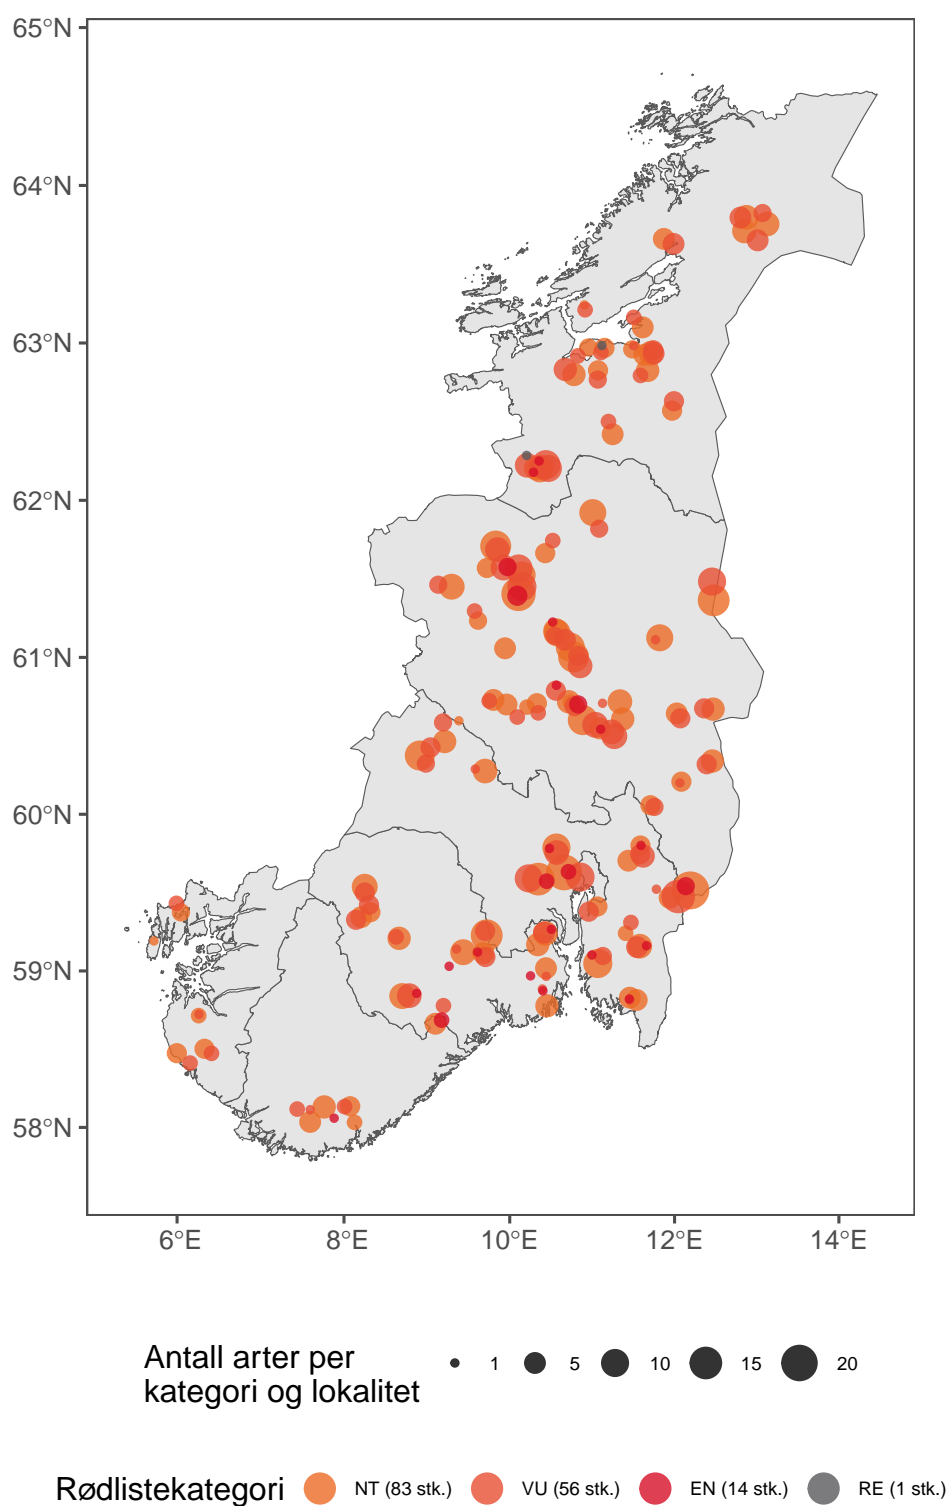 65°N
64°N
63°N
62°N
61°N
60°N
59°N
58°N
6°E 8°E 10°E 12°E 14°E
Antall arter per
kategori og lokalitet
1 5 10 15 20
Rødlistekategori NT (83 stk.) VU (56 stk.) EN (14 stk.) RE (1 stk.)